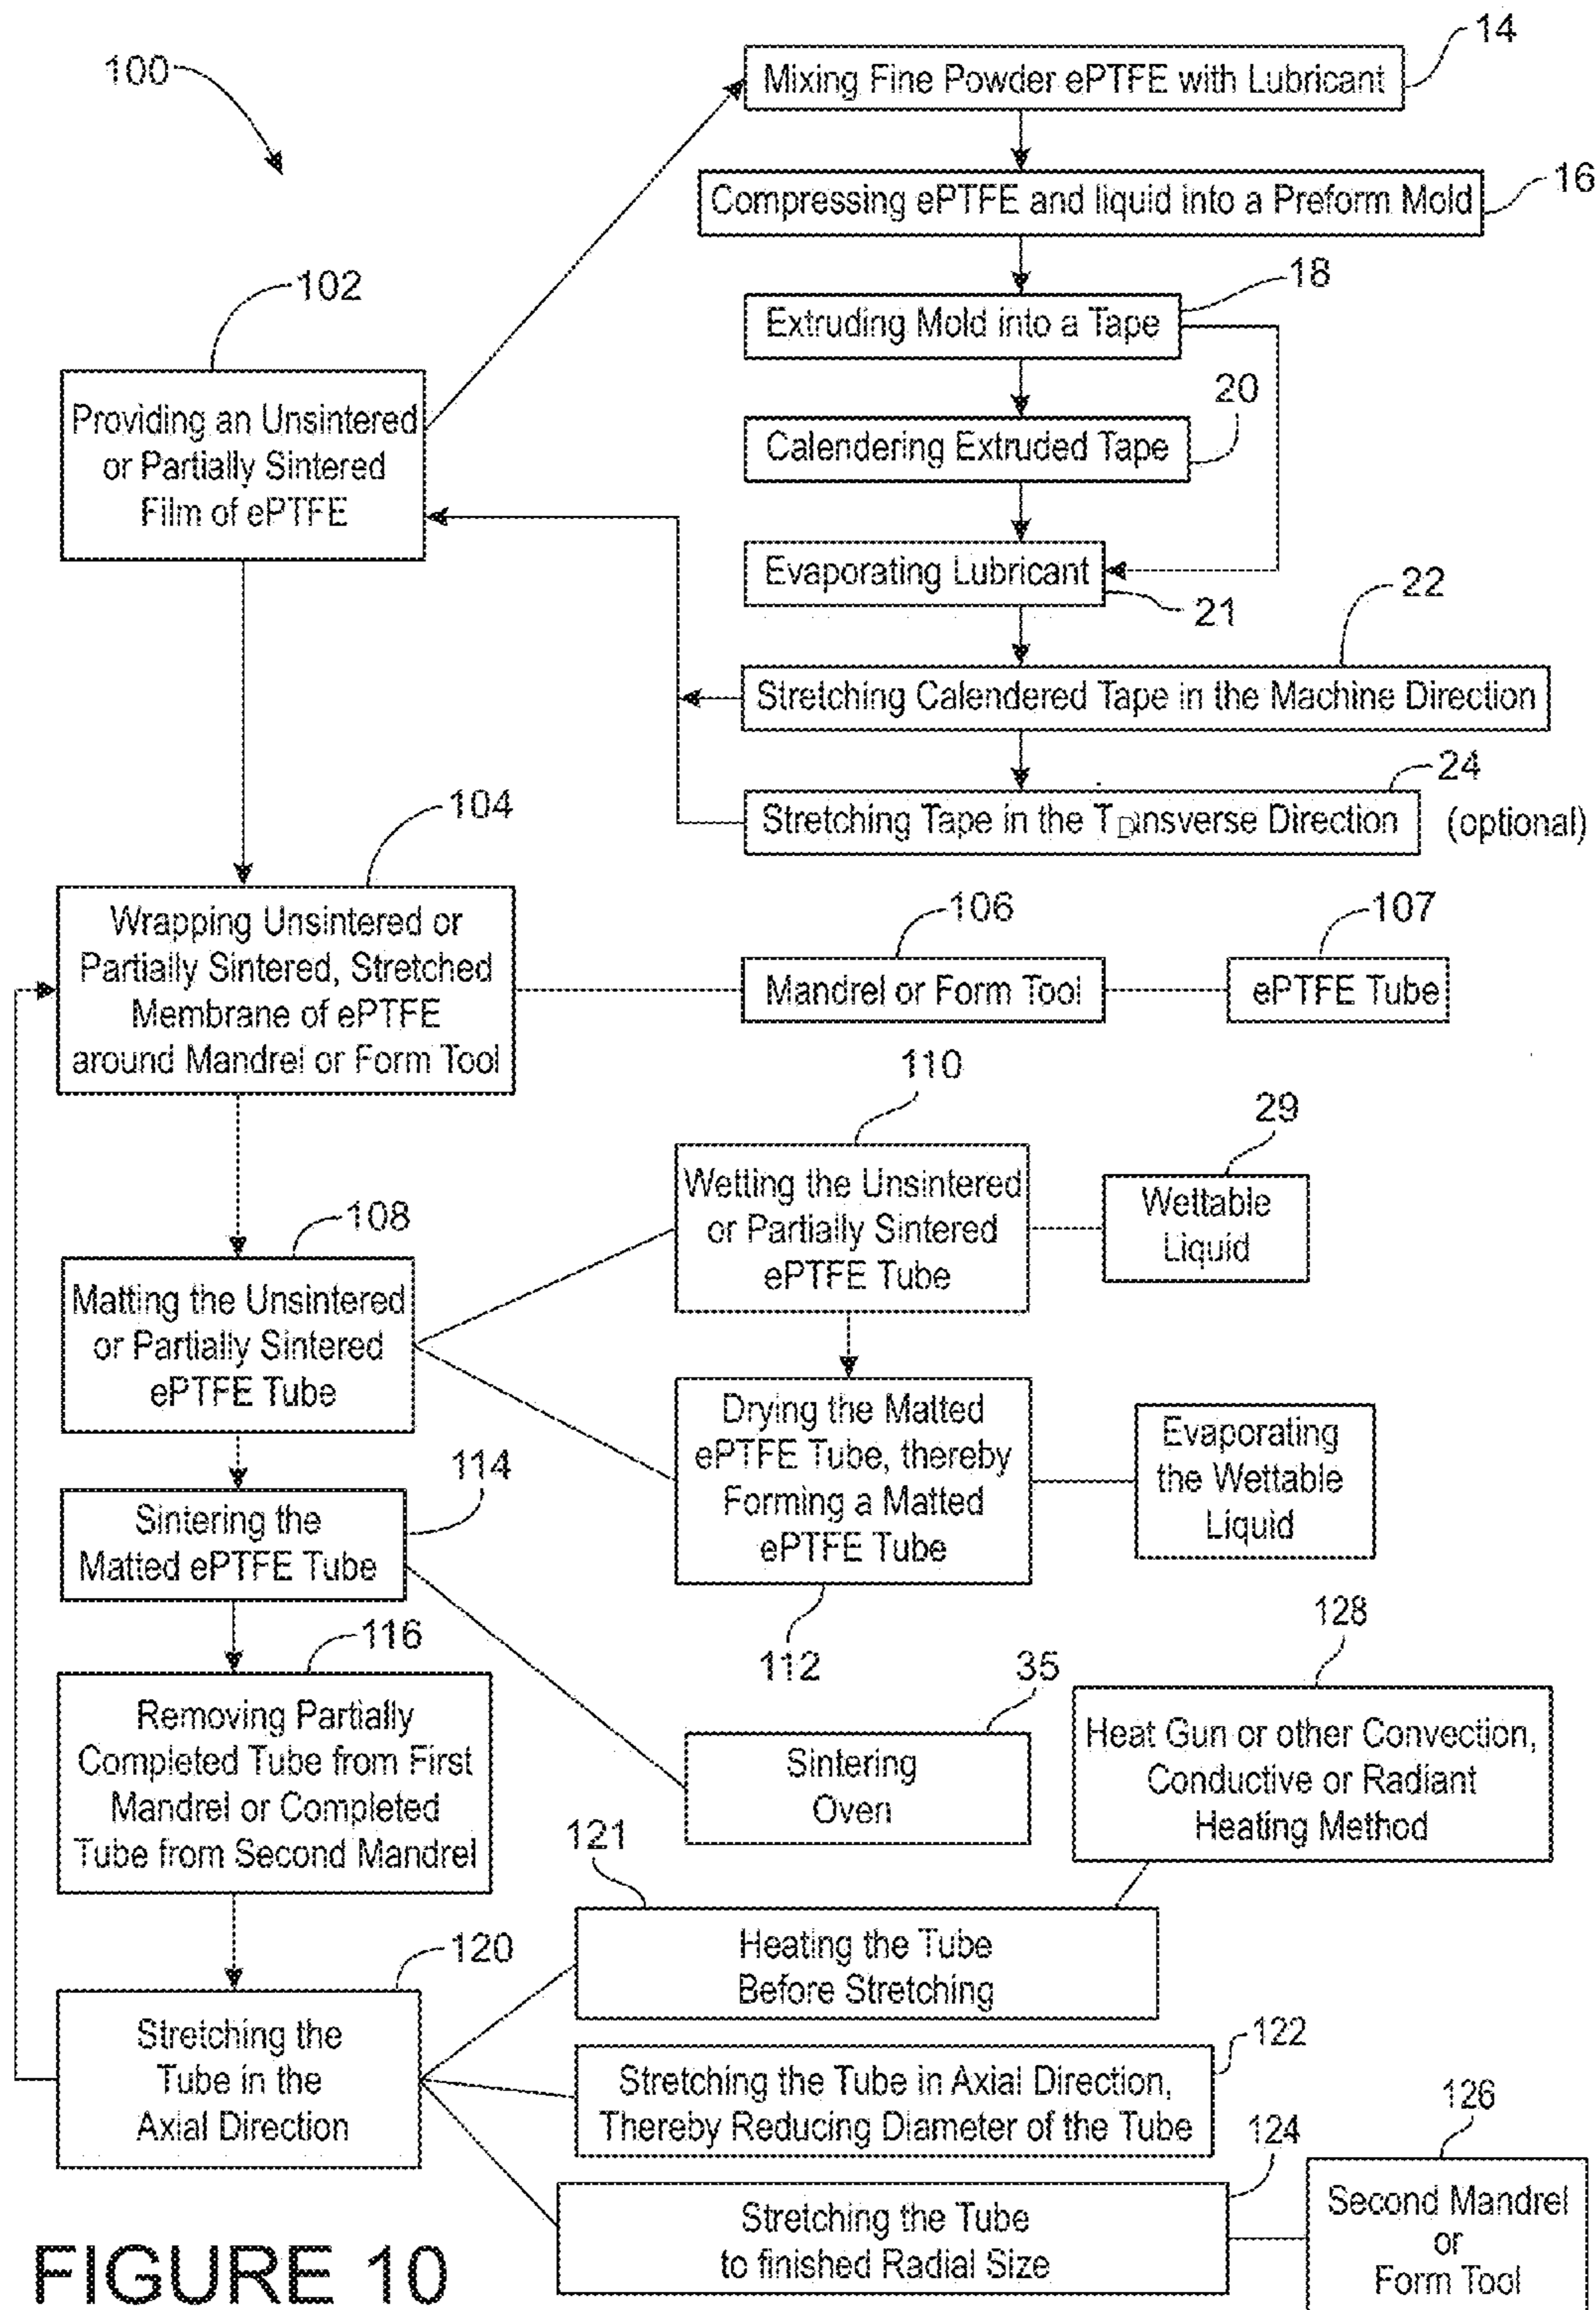 100
14
Mixing Fine Powder ePTFE with Lubricant
16
Compressing ePTFE and liquid into a Preform Mold
18
Extruding Mold into a Tape
20
Calendering Extruded Tape
Evaporating Lubricant
21
22
Stretching Calendered Tape in the Machine Direction
24
Stretching Tape in the TDansverse Direction
(optional)
102
Providing an Unsintered
or Partially Sintered
Film of ePTFE
104
Wrapping Unsintered or
Partially Sintered, Stretched
Membrane of ePTFE
around Mandrel or Form Tool
106
Mandrel or Form Tool
107
ePTFE Tube
110
Wetting the Unsintered
or Partially Sintered
ePTFE Tube
29
Wettable
Liquid
108
Matting the Unsintered
or Partially Sintered
ePTFE Tube
Drying the Matted
ePTFE Tube, thereby
Forming a Matted
ePTFE Tube
112
Evaporating
the Wettable
Liquid
114
Sintering the
Matted ePTFE Tube
116
Removing Partially
Completed Tube from First
Mandrel or Completed
Tube from Second Mandrel
35
Sintering
Oven
128
Heat Gun or other Convection,
Conductive or Radiant
Heating Method
121
Heating the Tube
Before Stretching
120
Stretching the
Tube in the
Axial Direction
122
Stretching the Tube in Axial Direction,
Thereby Reducing Diameter of the Tube
124
Stretching the Tube
to finished Radial Size
126
Second Mandrel
or
Form Tool
FIGURE 10